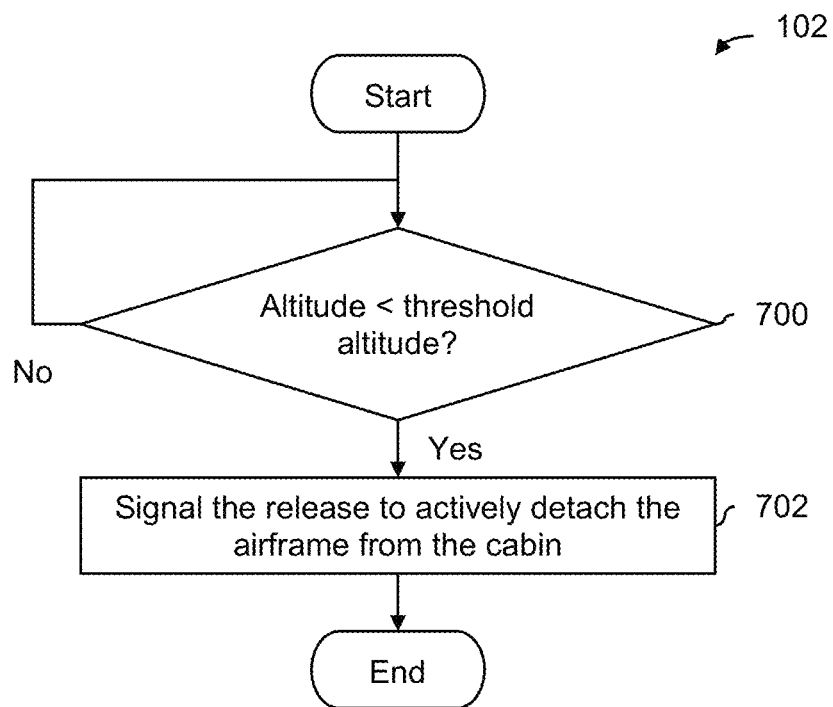 102
Start
Altitude < threshold
altitude?
700
No
Yes
Signal the release to actively detach the
airframe from the cabin
702
End